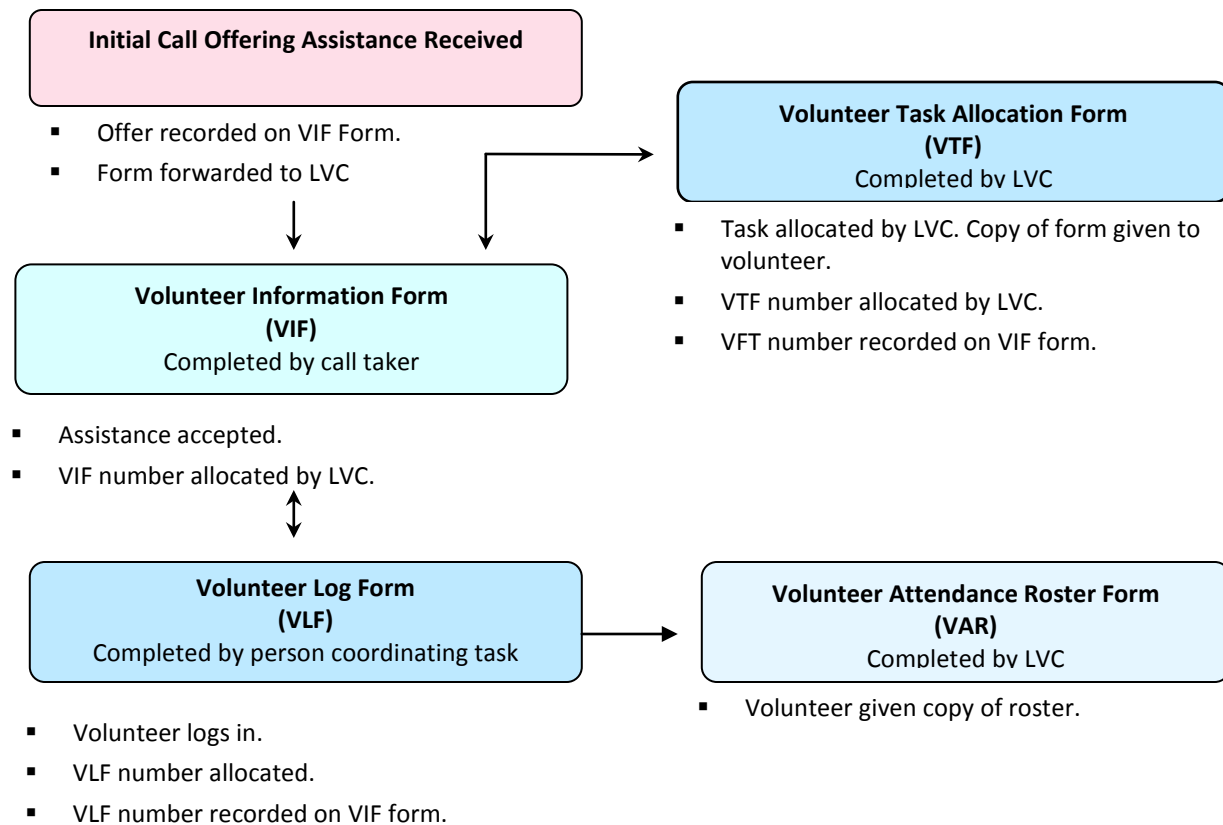 Initial Call Offering Assistance Received
▪ Offer recorded on VIF Form.
▪ Form forwarded to LVC
Volunteer Task Allocation Form
(VTF)
Completed by LVC
▪ Task allocated by LVC. Copy of form given to
volunteer.
▪ VTF number allocated by LVC.
▪ VFT number recorded on VIF form.
Volunteer Information Form
(VIF)
Completed by call taker
▪ Assistance accepted.
▪ VIF number allocated by LVC.
Volunteer Log Form
(VLF)
Completed by person coordinating task
▪ Volunteer logs in.
▪ VLF number allocated.
▪ VLF number recorded on VIF form.
Volunteer Attendance Roster Form
(VAR)
Completed by LVC
▪ Volunteer given copy of roster.